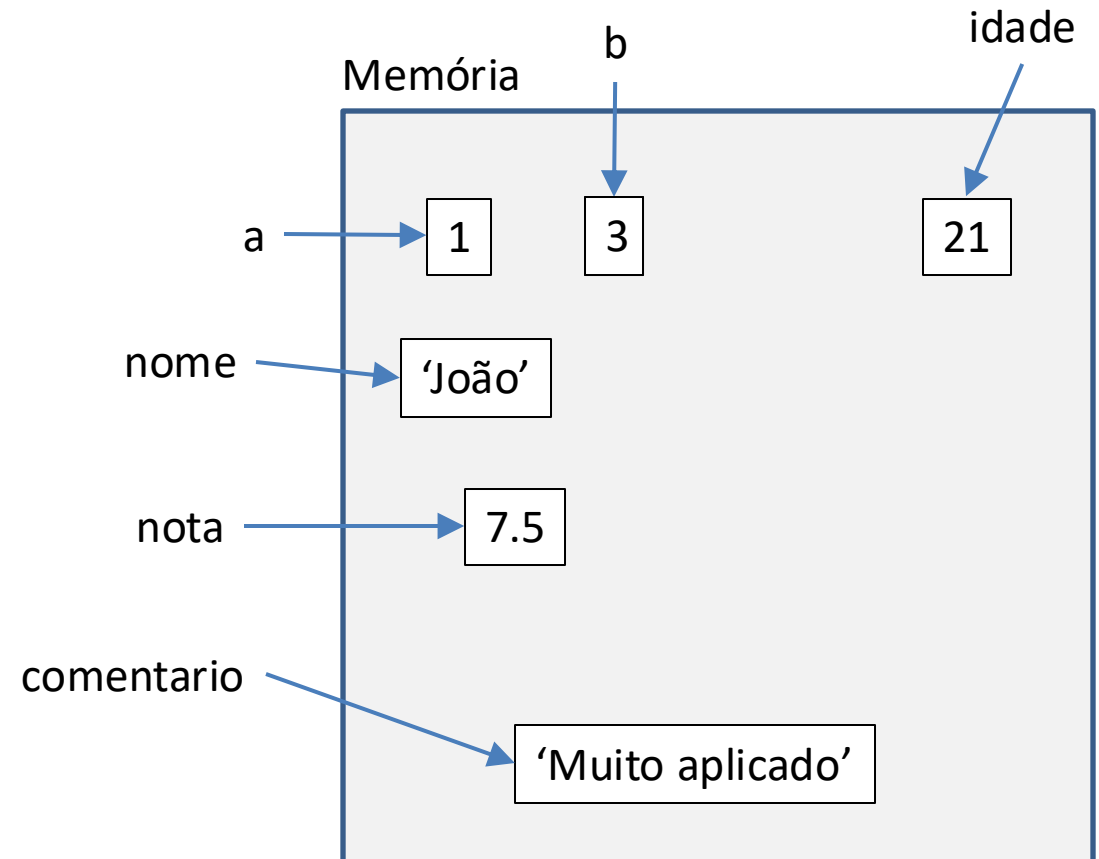 idade
b
Memória
a
1
3
21
nome
‘João’
nota
7.5
comentario
‘Muito aplicado’